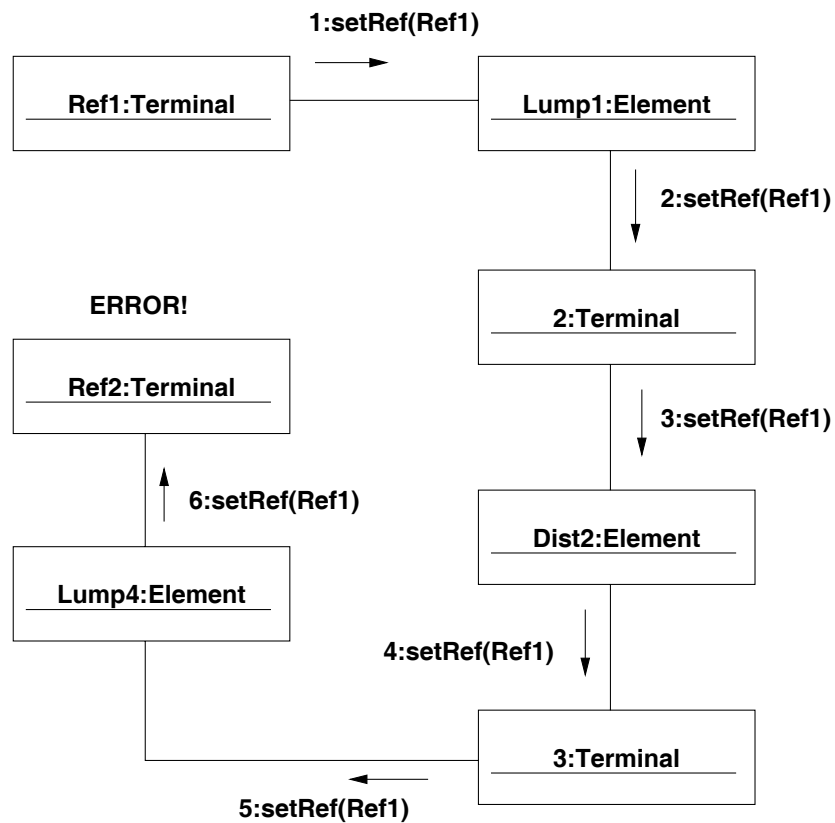 1:setRef(Ref1)
Ref1:Terminal
Lump1:Element
2:setRef(Ref1)
2:Terminal
3:setRef(Ref1)
Dist2:Element
4:setRef(Ref1)
3:Terminal
5:setRef(Ref1)
Lump4:Element
6:setRef(Ref1)
ERROR!
Ref2:Terminal